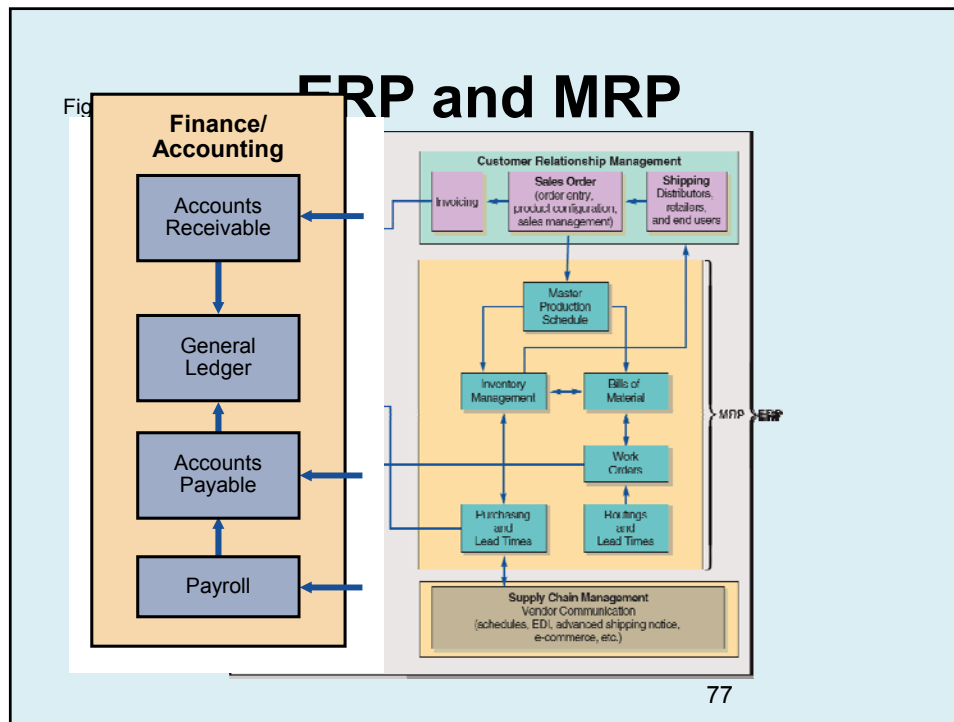 ERP and MRP
Fig
Finance/
Accounting
Accounts
Receivable
General
Ledger
Accounts
Payable
Payroll
Customer Relationship Management
Invoicing
Sales Order
(order entry,
product configuration,
sales management)
Shipping
Distributors,
retailers,
and end users
Master
Production
Schedule
Inventory
Management
Bills of
Material
Work
Orders
Purchasing
and
Lead Times
Routings
and
Lead Times
MRP
ERP
Supply Chain Management
Vendor Communication
(schedules, EDI, advanced shipping notice,
e-commerce, etc.)
77